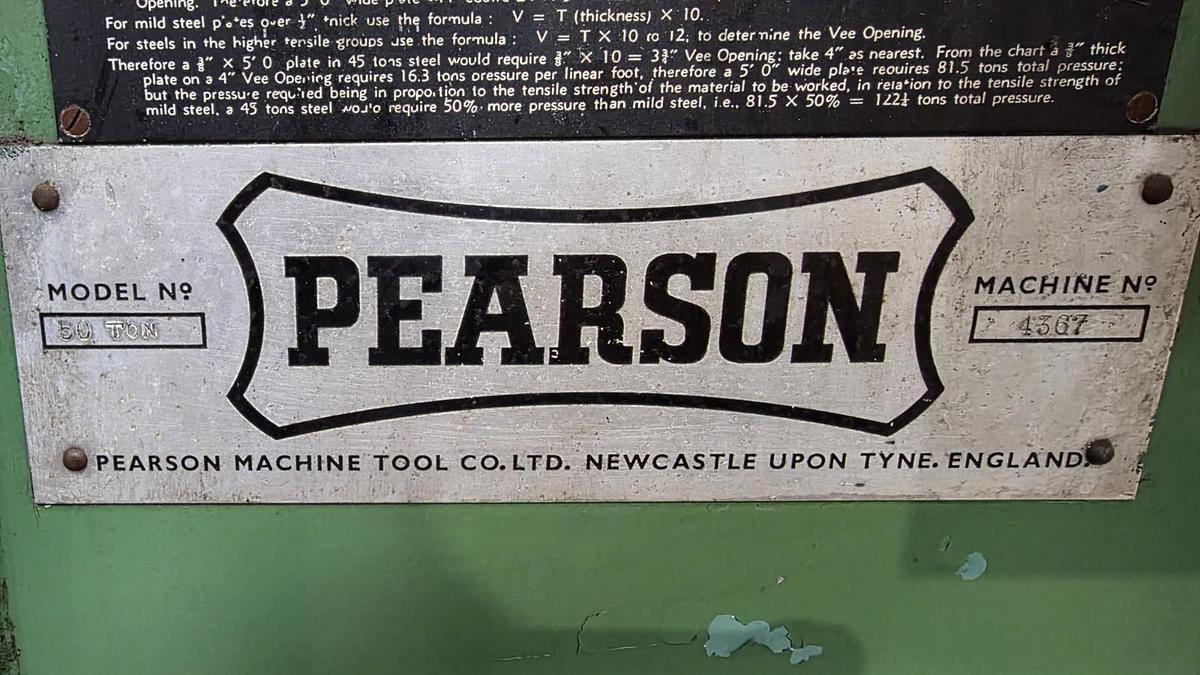 Opening. Therefore a 5′ 0″ wide plate
For mild steel plates over ½″ thick use the formula : V = T (thickness) × 10.
For steels in the higher tensile groups use the formula : V = T × 10 to 12; to determine the Vee Opening.
Therefore a ⅜″ × 5′ 0 plate in 45 tons steel would require ⅜″ × 10 = 3¾″ Vee Opening; take 4″ as nearest. From the chart a ⅜″ thick
plate on a 4″ Vee Opening requires 16.3 tons pressure per linear foot, therefore a 5′ 0″ wide plate requires 81.5 tons total pressure;
but the pressure required being in proportion to the tensile strength of the material to be worked, in relation to the tensile strength of
mild steel, a 45 tons steel would require 50% more pressure than mild steel, i.e., 81.5 × 50% = 122¼ tons total pressure.
MODEL Nº
50 TON
PEARSON
MACHINE Nº
4367
PEARSON MACHINE TOOL CO. LTD. NEWCASTLE UPON TYNE. ENGLAND.